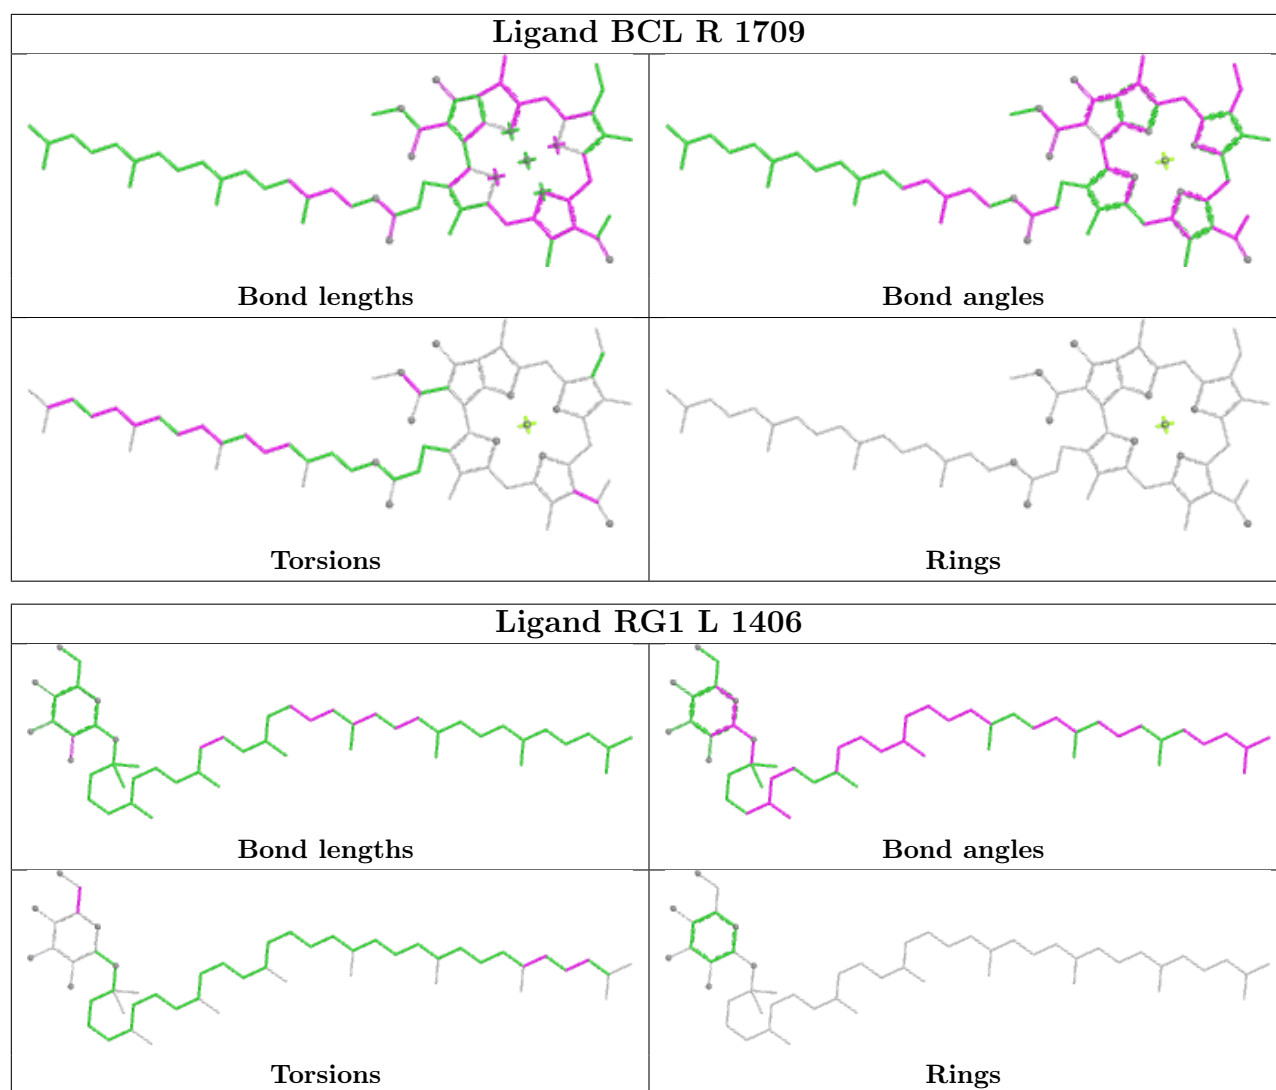 Ligand BCL R 1709
Bond lengths
Bond angles
Torsions
Rings
Ligand RG1 L 1406
Bond lengths
Bond angles
Torsions
Rings